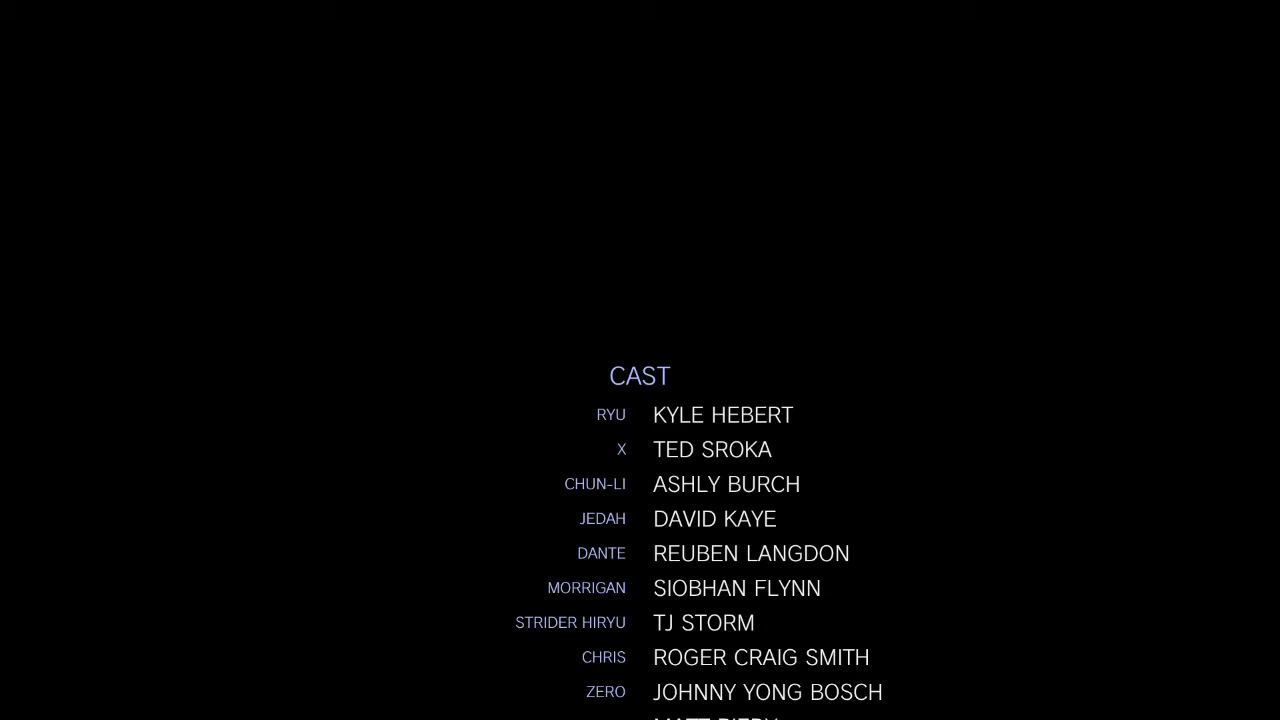 CAST
RYU KYLE HEBERT
X TED SROKA
CHUN-LI ASHLY BURCH
JEDAH DAVID KAYE
DANTE REUBEN LANGDON
MORRIGAN SIOBHAN FLYNN
STRIDER HIRYU TJ STORM
CHRIS ROGER CRAIG SMITH
ZERO JOHNNY YONG BOSCH